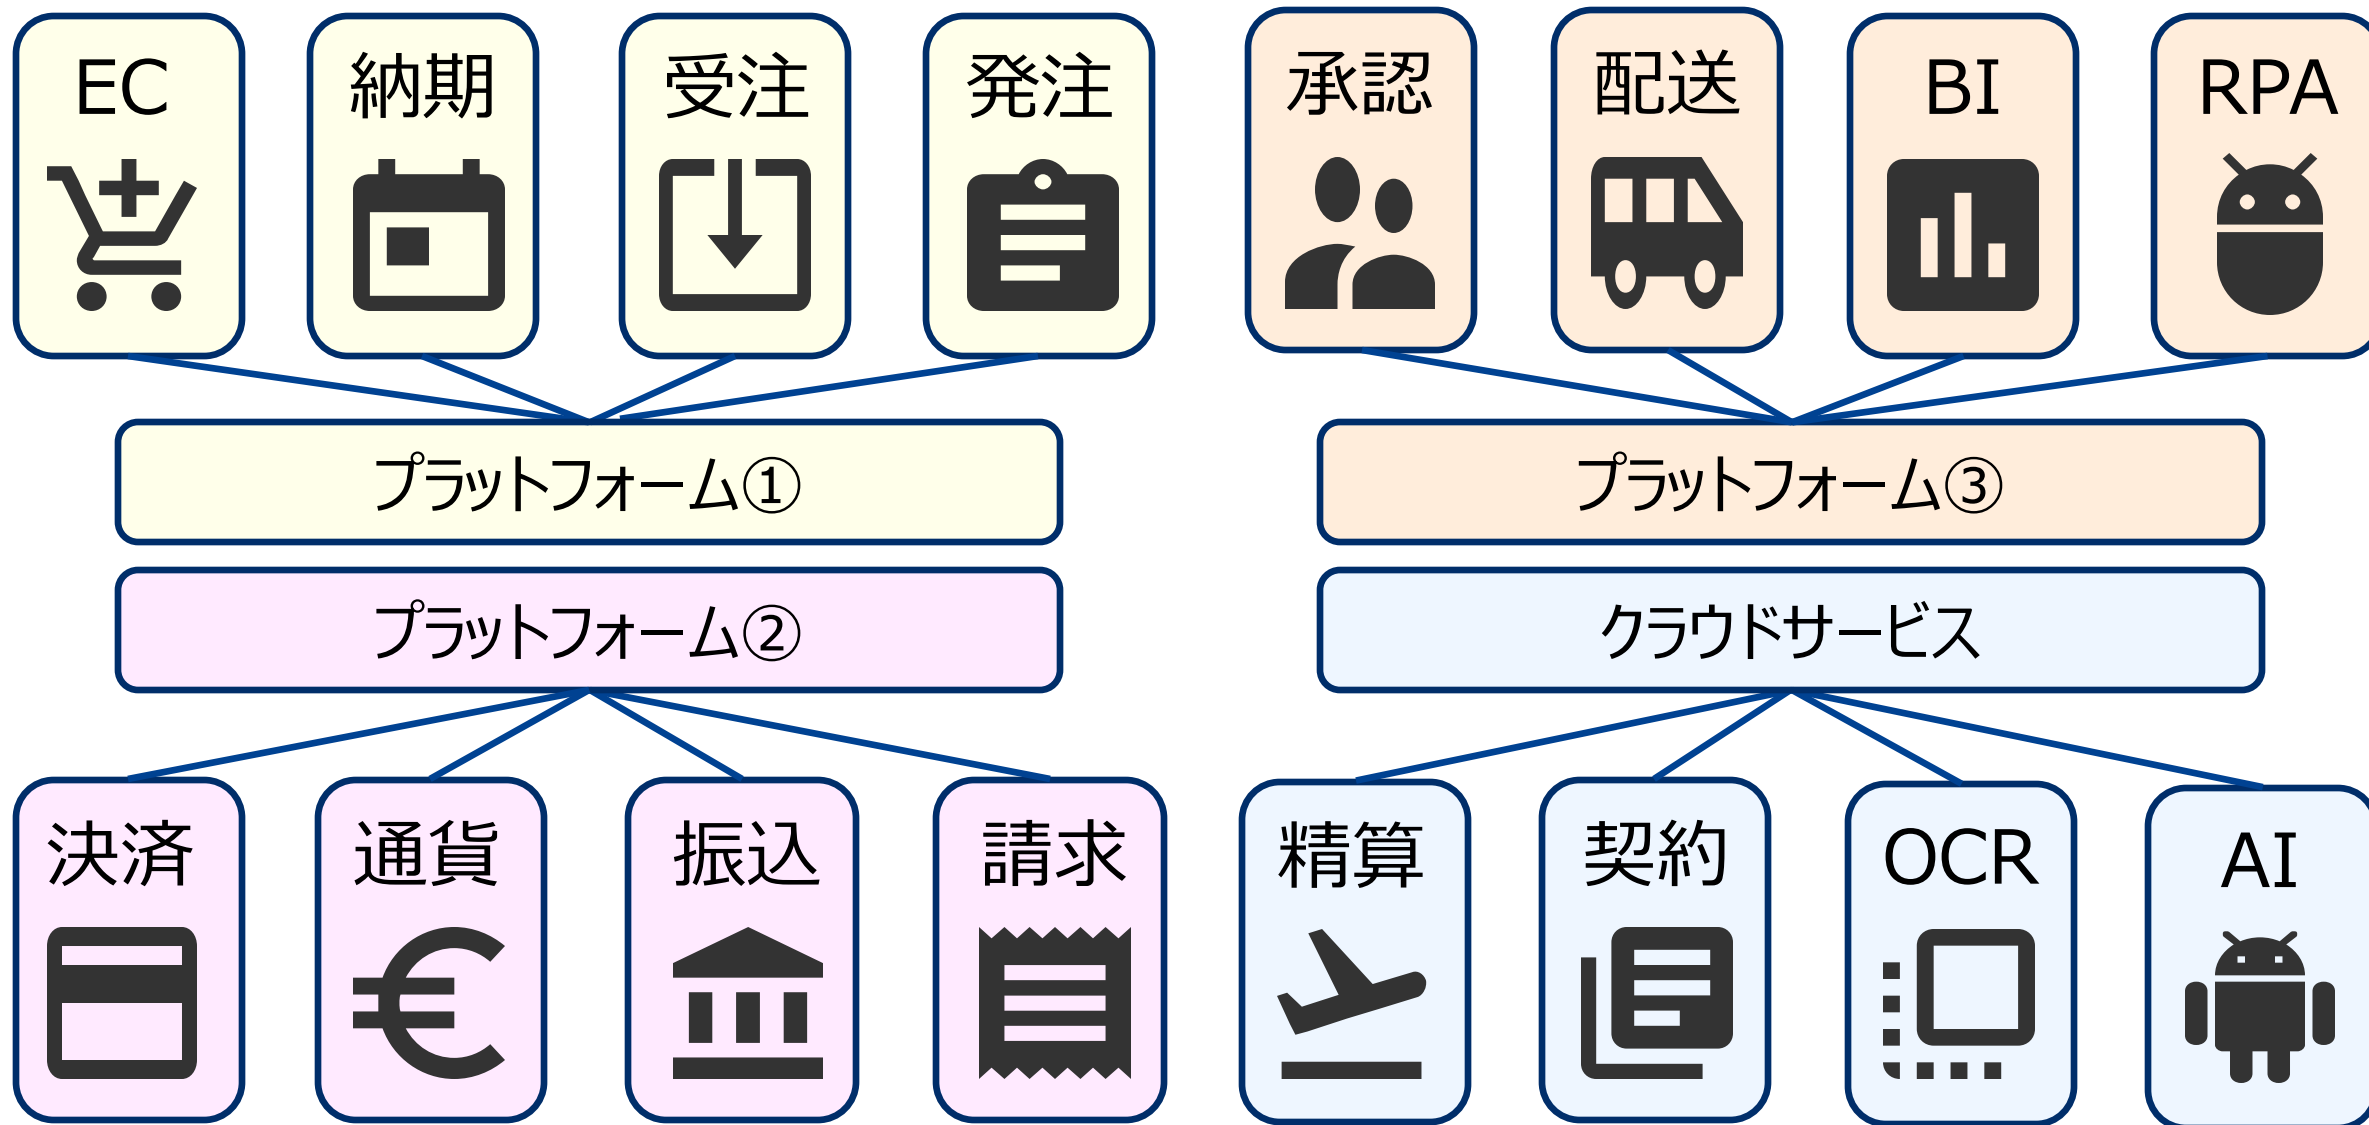 EC
納期
受注
発注
承認
配送
BI
RPA
プラットフォーム①
プラットフォーム③
プラットフォーム②
クラウドサービス
決済
通貨
振込
請求
精算
契約
OCR
AI